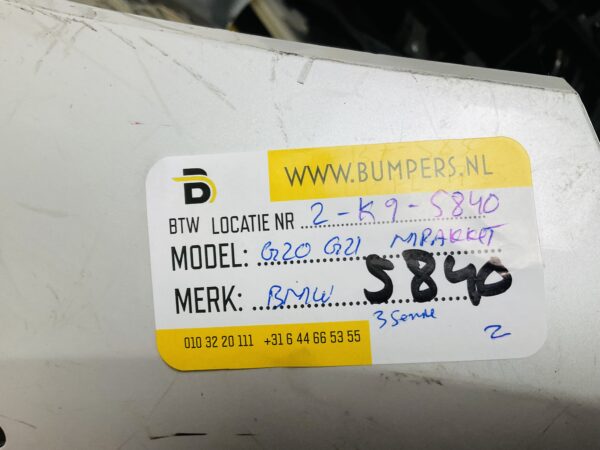 B
WWW.BUMPERS.NL
BTW LOCATIE NR 2-K9-5840
MODEL: G20 G21 MPAKKET
MERK: BMW 5840
3 Serie
2
010 32 20 111 +31 6 44 66 53 55